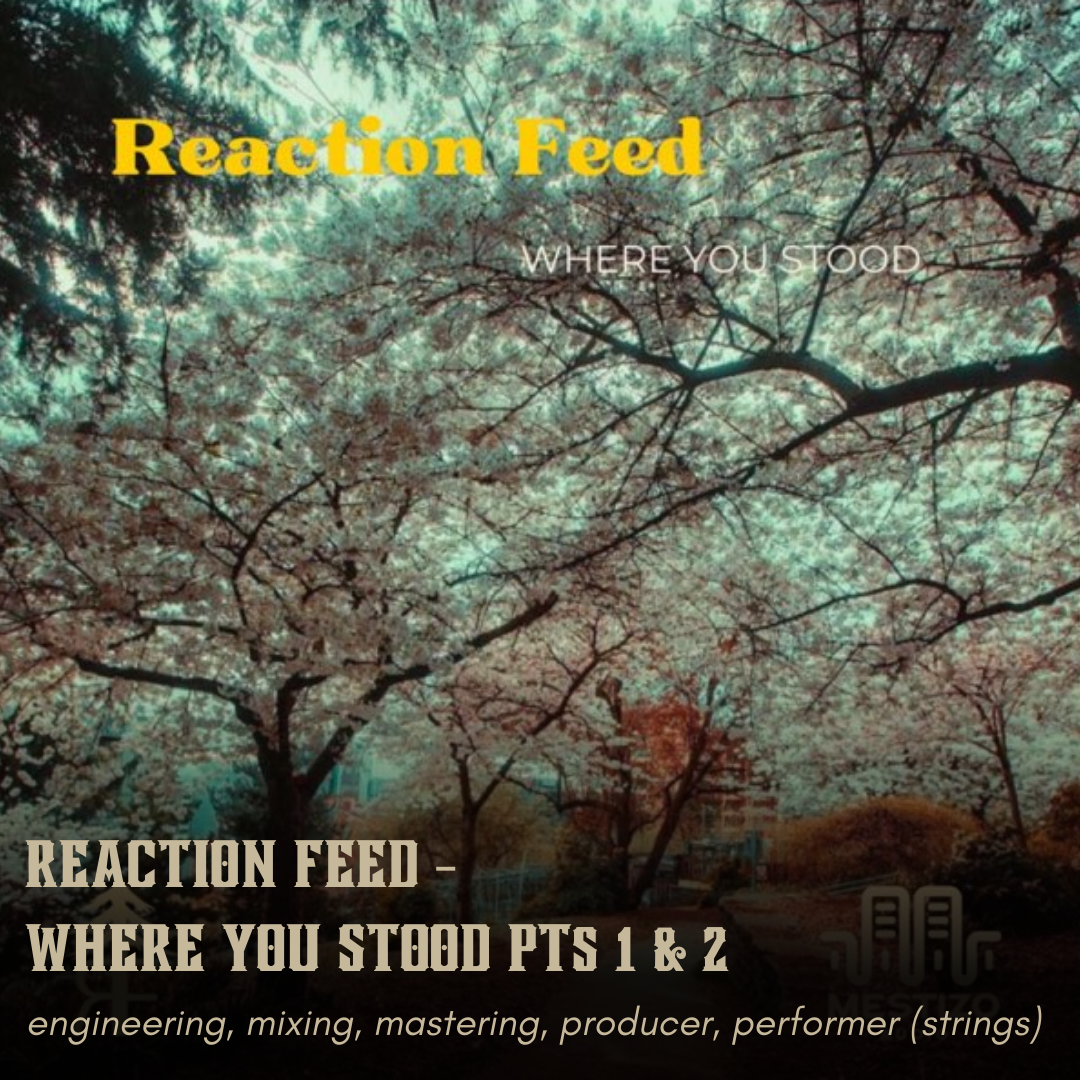 Reaction Feed
WHERE YOU STOOD
REACTION FEED –
WHERE YOU STOOD PTS 1 & 2
MESTIZO
engineering, mixing, mastering, producer, performer (strings)